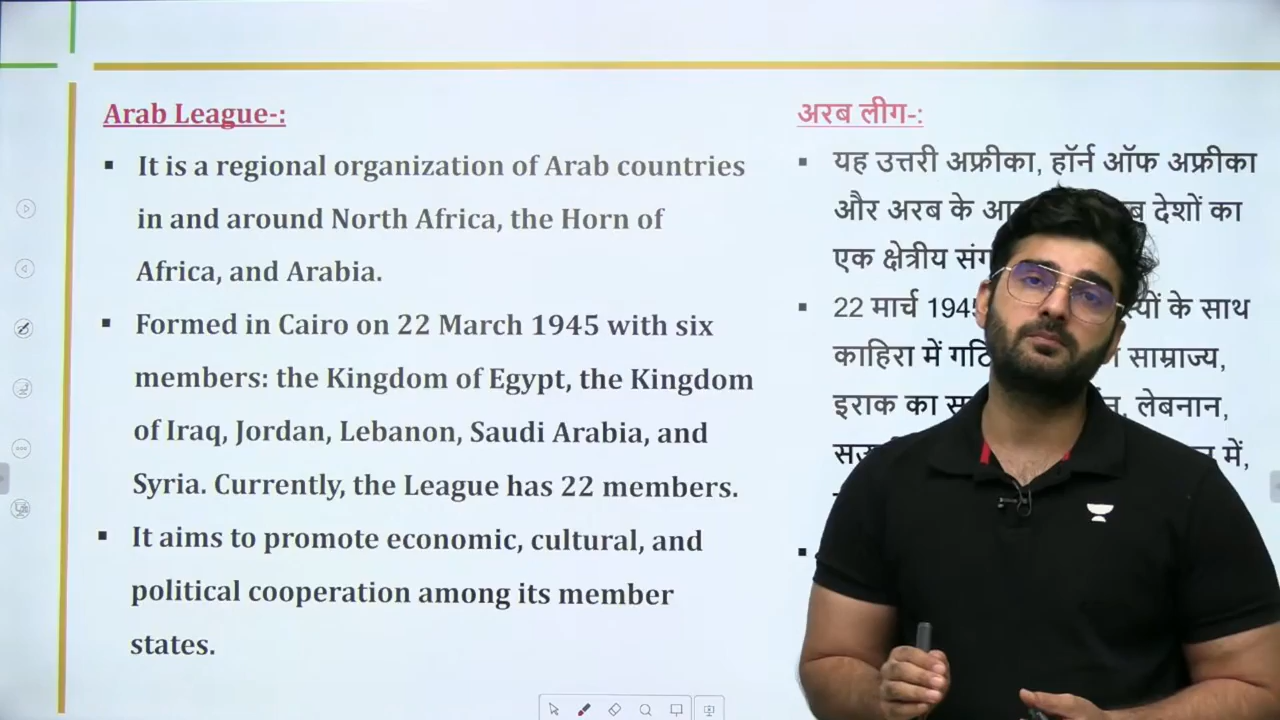 Arab League-:
▪ It is a regional organization of Arab countries
in and around North Africa, the Horn of
Africa, and Arabia.
▪ Formed in Cairo on 22 March 1945 with six
members: the Kingdom of Egypt, the Kingdom
of Iraq, Jordan, Lebanon, Saudi Arabia, and
Syria. Currently, the League has 22 members.
▪ It aims to promote economic, cultural, and
political cooperation among its member
states.
अरब लीग-:
▪ यह उत्तरी अफ्रीका, हॉर्न ऑफ अफ्रीका
और अरब के देशों का
एक क्षेत्रीय
▪ 22 मार्च 1945 के साथ
काहिरा में साम्राज्य,
इराक का लेबनान,
में,